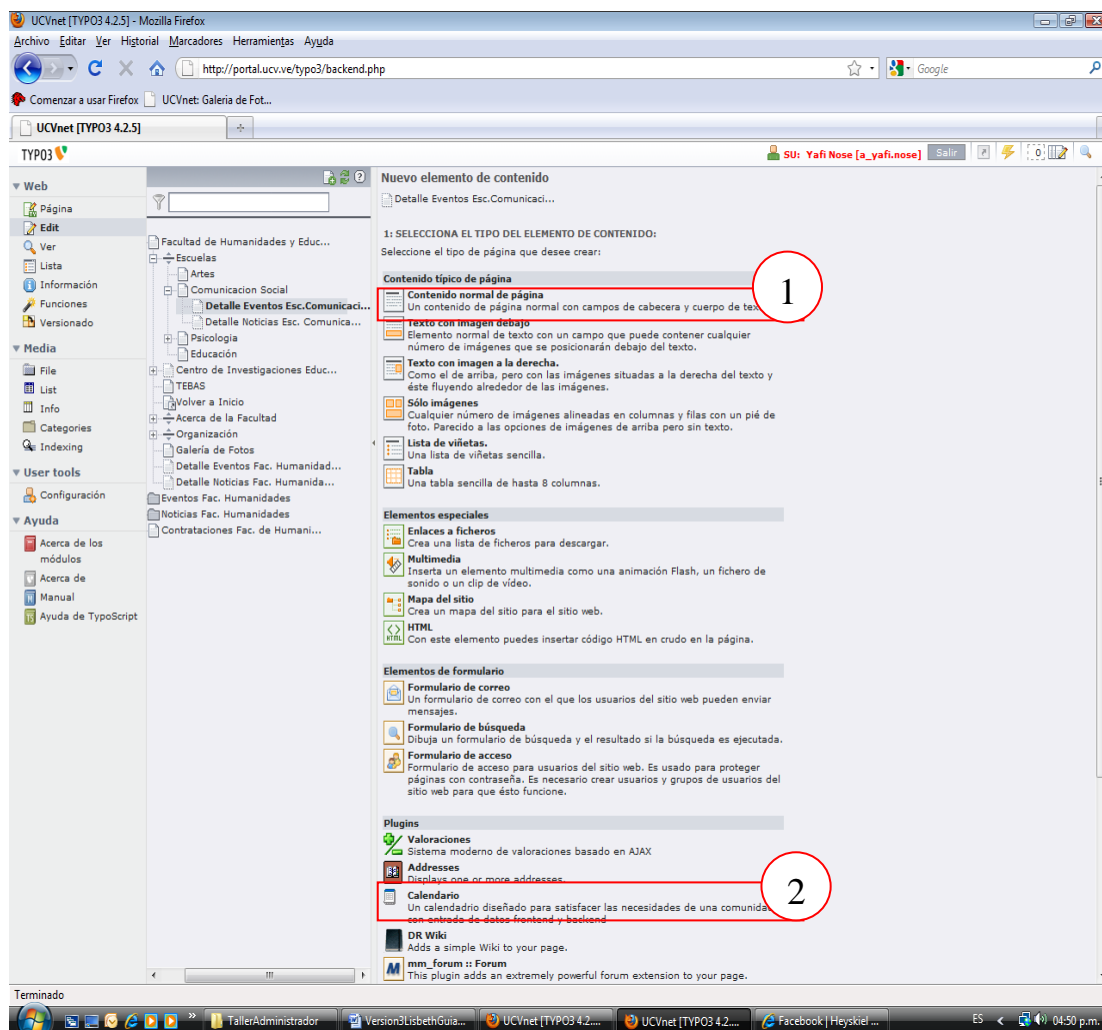 UCVnet [TYPO3 4.2.5] - Mozilla Firefox
Archivo Editar Ver Historial Marcadores Herramientas Ayuda
http://portal.ucv.ve/typo3/backend.php
Google
Comenzar a usar Firefox UCVnet: Galeria de Fot...
UCVnet [TYPO3 4.2.5]
TYPO3
SU: Yafi Nose [a_yafi.nose] Salir
0
Web
Página
Edit
Ver
Lista
Información
Funciones
Versionado
Media
File
List
Info
Categories
Indexing
User tools
Configuración
Ayuda
Acerca de los
módulos
Acerca de
Manual
Ayuda de TypoScript
Facultad de Humanidades y Educ...
Escuelas
Artes
Comunicacion Social
Detalle Eventos Esc.Comunicaci...
Detalle Noticias Esc. Comunica...
Psicologia
Educación
Centro de Investigaciones Educ...
TEBAS
Volver a Inicio
Acerca de la Facultad
Organización
Galería de Fotos
Detalle Eventos Fac. Humanidad...
Detalle Noticias Fac. Humanida...
Eventos Fac. Humanidades
Noticias Fac. Humanidades
Contrataciones Fac. de Humani...
Nuevo elemento de contenido
Detalle Eventos Esc.Comunicaci...
1: SELECCIONA EL TIPO DEL ELEMENTO DE CONTENIDO:
Seleccione el tipo de página que desee crear:
Contenido típico de página
1
Contenido normal de página
Un contenido de página normal con campos de cabecera y cuerpo de tex
Texto con imagen debajo
Elemento normal de texto con un campo que puede contener cualquier
número de imágenes que se posicionarán debajo del texto.
Texto con imagen a la derecha.
Como el de arriba, pero con las imágenes situadas a la derecha del texto y
éste fluyendo alrededor de las imágenes.
Sólo imágenes
Cualquier número de imágenes alineadas en columnas y filas con un pié de
foto. Parecido a las opciones de imágenes de arriba pero sin texto.
Lista de viñetas.
Una lista de viñetas sencilla.
Tabla
Una tabla sencilla de hasta 8 columnas.
Elementos especiales
Enlaces a ficheros
Crea una lista de ficheros para descargar.
Multimedia
Inserta un elemento multimedia como una animación Flash, un fichero de
sonido o un clip de vídeo.
Mapa del sitio
Crea un mapa del sitio para el sitio web.
HTML
Con este elemento puedes insertar código HTML en crudo en la página.
Elementos de formulario
Formulario de correo
Un formulario de correo con el que los usuarios del sitio web pueden enviar
mensajes.
Formulario de búsqueda
Dibuja un formulario de búsqueda y el resultado si la búsqueda es ejecutada.
Formulario de acceso
Formulario de acceso para usuarios del sitio web. Es usado para proteger
páginas con contraseña. Es necesario crear usuarios y grupos de usuarios del
sitio web para que ésto funcione.
Plugins
Valoraciones
Sistema moderno de valoraciones basado en AJAX
Addresses
Displays one or more addresses.
2
Calendario
Un calendadrio diseñado para satisfacer las necesidades de una comunida
con entrada de datos frontend y backend
DR Wiki
Adds a simple Wiki to your page.
mm_forum :: Forum
This plugin adds an extremely powerful forum extension to your page.
Terminado
TallerAdministrador Version3LisbethGuia... UCVnet [TYPO3 4.2.... UCVnet [TYPO3 4.2.... Facebook | Heyskiel ... ES 04:50 p.m.